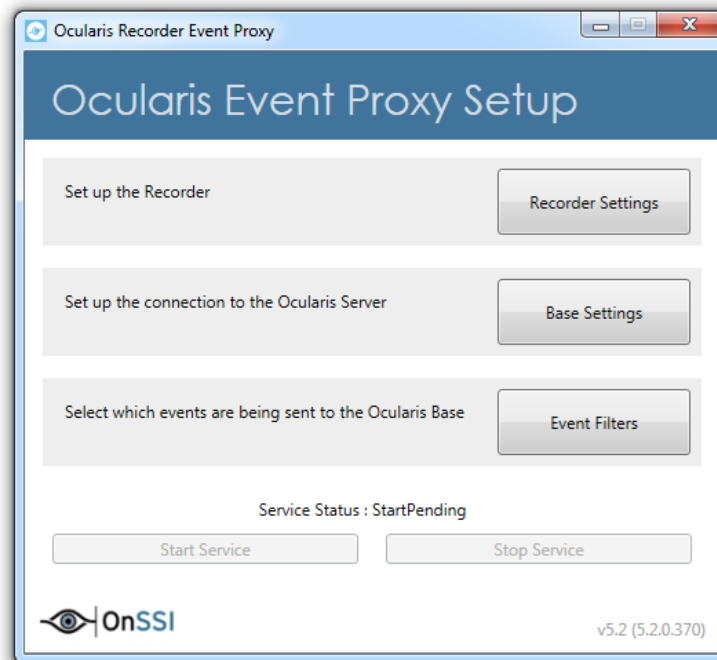 Ocularis Recorder Event Proxy
Ocularis Event Proxy Setup
Set up the Recorder
Recorder Settings
Set up the connection to the Ocularis Server
Base Settings
Select which events are being sent to the Ocularis Base
Event Filters
Service Status : StartPending
Start Service
Stop Service
OnSSI
v5.2 (5.2.0.370)